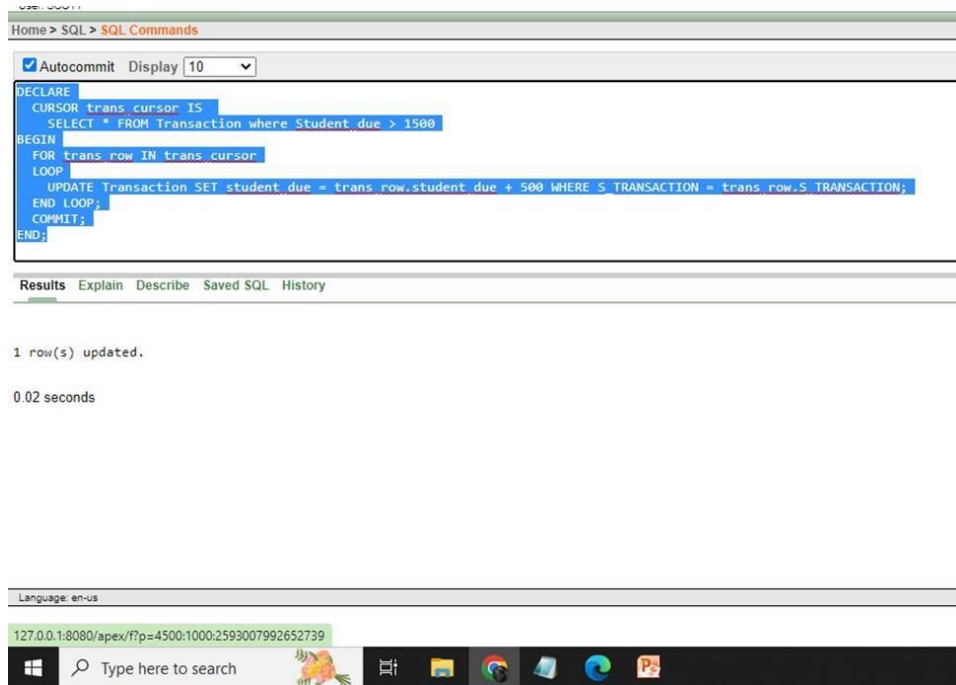 User: SCOTT
Home > SQL > SQL Commands
Autocommit Display 10
DECLARE
CURSOR trans_cursor IS
SELECT * FROM Transaction where Student_due > 1500
BEGIN
FOR trans_row IN trans_cursor
LOOP
UPDATE Transaction SET student_due = trans_row.student_due + 500 WHERE S_TRANSACTION = trans_row.S_TRANSACTION;
END LOOP;
COMMIT;
END;
Results Explain Describe Saved SQL History
1 row(s) updated.
0.02 seconds
Language: en-us
127.0.0.1:8080/apex/f?p=4500:1000:2593007992652739
Type here to search